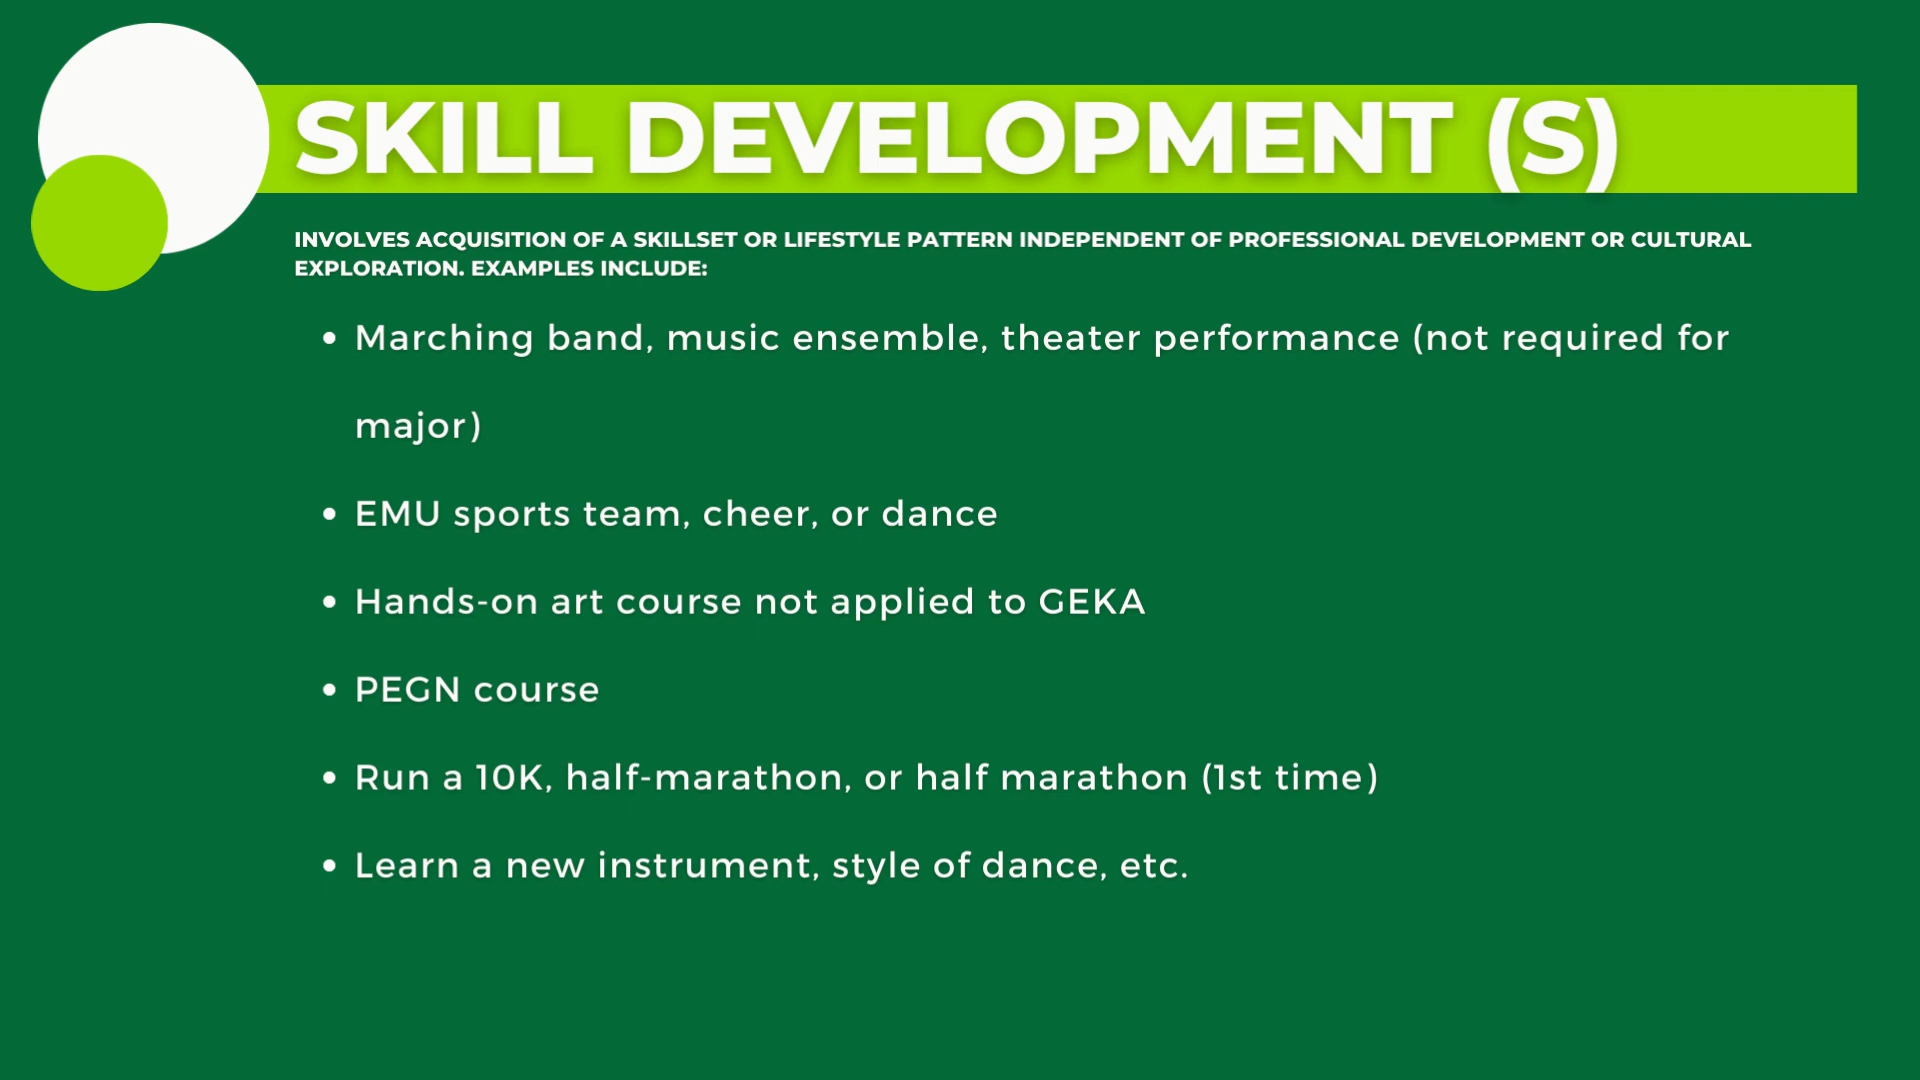 SKILL DEVELOPMENT (S)
INVOLVES ACQUISITION OF A SKILLSET OR LIFESTYLE PATTERN INDEPENDENT OF PROFESSIONAL DEVELOPMENT OR CULTURAL
EXPLORATION. EXAMPLES INCLUDE:
• Marching band, music ensemble, theater performance (not required for
major)
• EMU sports team, cheer, or dance
• Hands-on art course not applied to GEKA
• PEGN course
• Run a 10K, half-marathon, or half marathon (1st time)
• Learn a new instrument, style of dance, etc.